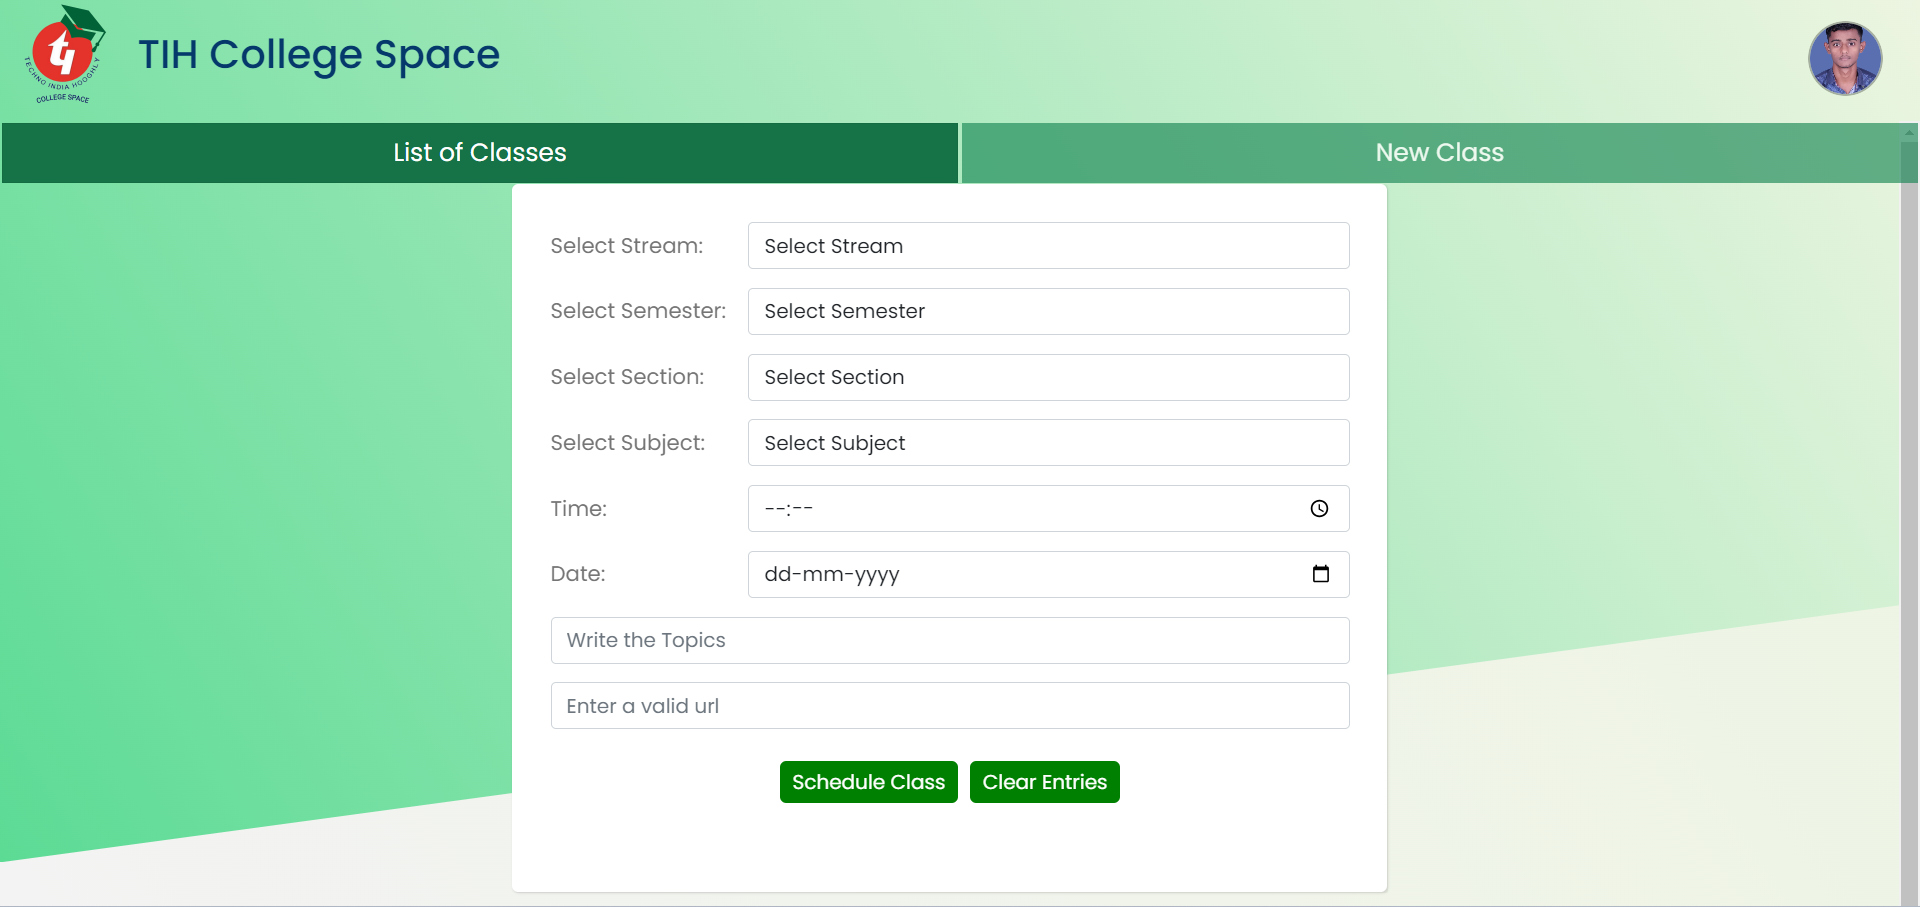 TECHNO INDIA HOOGHLY
COLLEGE SPACE
TIH College Space
List of Classes
New Class
Select Stream: Select Stream
Select Semester: Select Semester
Select Section: Select Section
Select Subject: Select Subject
Time: --:--
Date: dd-mm-yyyy
Write the Topics
Enter a valid url
Schedule Class Clear Entries